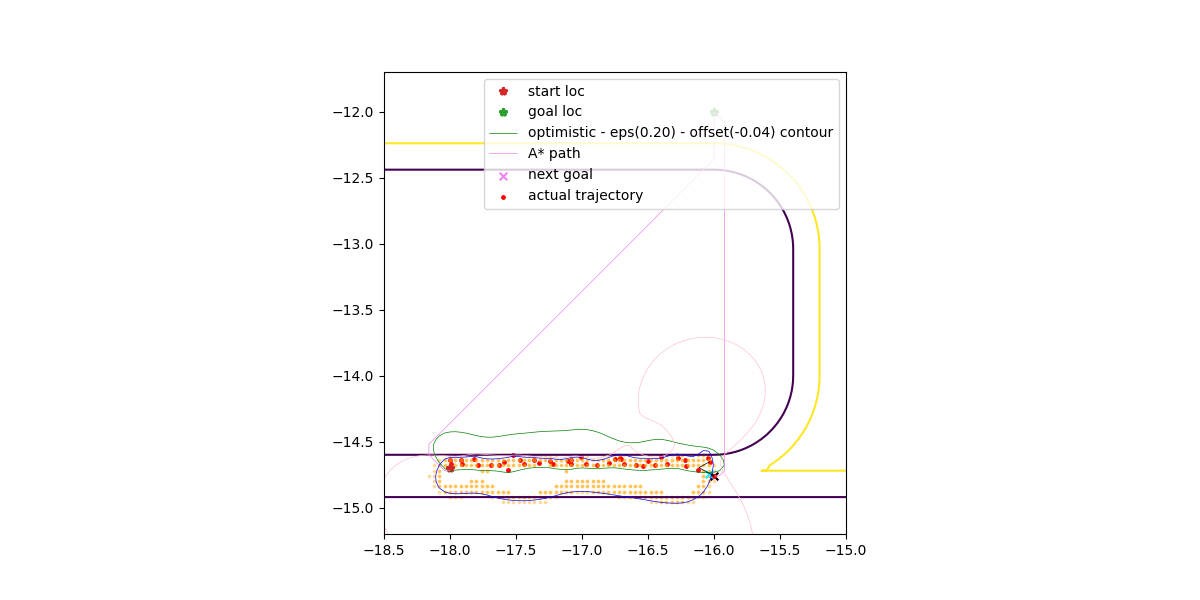 start loc
goal loc
optimistic - eps(0.20) - offset(-0.04) contour
A* path
next goal
actual trajectory
−12.0
−12.5
−13.0
−13.5
−14.0
−14.5
−15.0
−18.5 −18.0 −17.5 −17.0 −16.5 −16.0 −15.5 −15.0